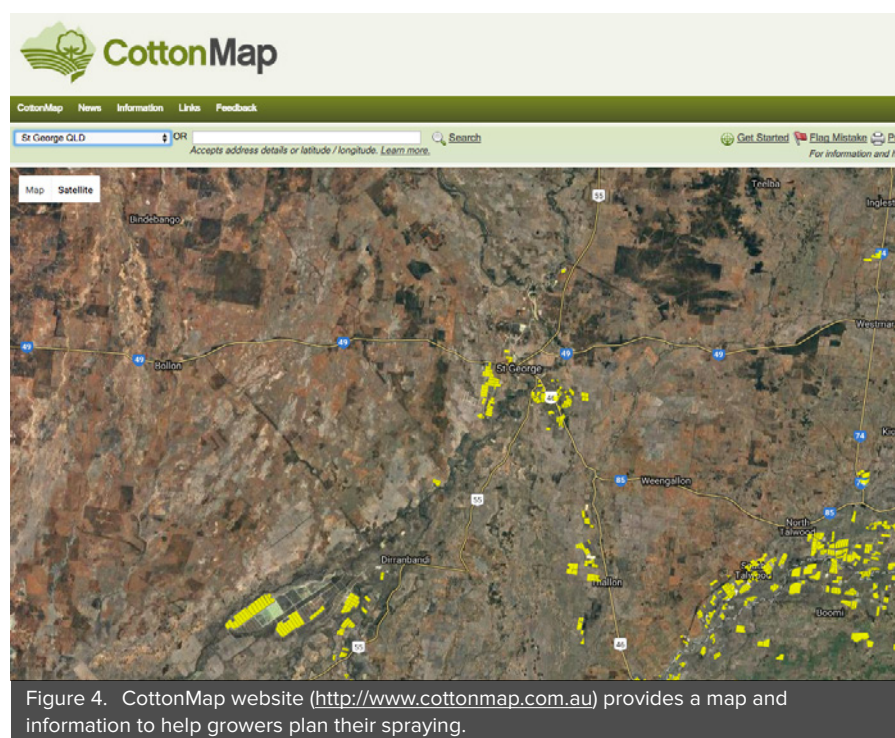 CottonMap
CottonMap News Information Links Feedback
St George QLD OR Search Get Started Flag Mistake
Accepts address details or latitude / longitude. Learn more. For information and
Map Satellite
55
Teelba
Bindebango
Inglest
Westmar
49
49
Bollon
49
49
49
St George
46
74
85
Weengallon
55
85
North
Talwood
Dirranbandi
Talwood
Thallon
Boomi
55
46
Figure 4. CottonMap website (http://www.cottonmap.com.au) provides a map and
information to help growers plan their spraying.